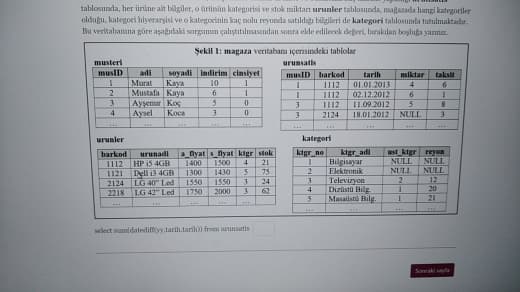 tablosunda, her ürüne ait bilgiler, o ürünün kategorisi ve stok miktarı urunler tablosunda, mağazada hangi kategoriler
olduğu, kategori hiyerarşisi ve o kategorinin kaç nolu reyonda satıldığı bilgileri de kategori tablosunda tutulmaktadır.
Bu veritabanına göre aşağıdaki sorgunun çalıştırılmasından sonra elde edilecek değeri, bırakılan boşluğa yazınız.
Şekil 1: magaza veritabanı içerisindeki tablolar
musteri
musID adi soyadi indirim cinsiyet
1 Murat Kaya 10 1
2 Mustafa Kaya 6 1
3 Ayşenur Koç 5 0
4 Aysel Koca 3 0
... ... ... ... ...
urunsatis
musID barkod tarih miktar taksit
1 1112 01.01.2013 4 6
1 1112 02.12.2012 6 1
3 1112 11.09.2012 5 8
3 2124 18.01.2012 NULL 3
... ... ... ... ...
urunler
barkod urunadi a_fiyat s_fiyat ktgr stok
1112 HP i5 4GB 1400 1500 4 21
1121 Dell i3 4GB 1300 1430 5 75
2124 LG 40" Led 1550 1550 3 24
2218 LG 42" Led 1750 2000 3 62
... ... ... ... ... ...
kategori
ktgr_no ktgr_adi ust_ktgr reyon
1 Bilgisayar NULL NULL
2 Elektronik NULL NULL
3 Televizyon 2 12
4 Dizüstü Bilg. 1 20
5 Masaüstü Bilg. 1 21
... ... ... ...
select sum(datediff(yy,tarih,tarih)) from urunsatis
Sonraki sayfa